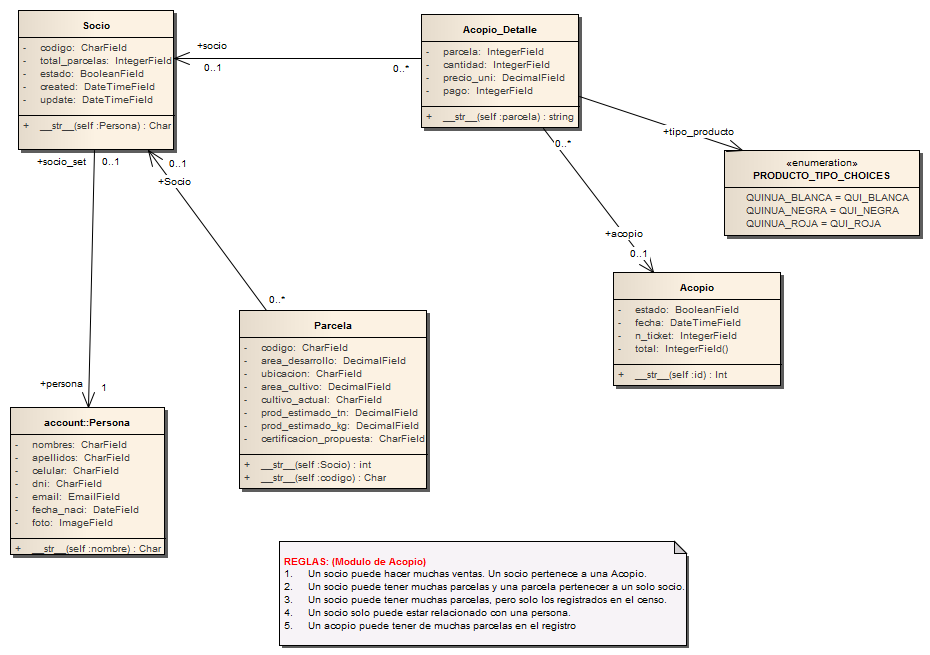 Socio
- codigo: CharField
- total_parcelas: IntegerField
- estado: BooleanField
- created: DateTimeField
- update: DateTimeField
+ __str__(self :Persona) : Char
+socio
0..1
0..*
Acopio_Detalle
- parcela: IntegerField
- cantidad: IntegerField
- precio_uni: DecimalField
- pago: IntegerField
+ __str__(self :parcela) : string
+tipo_producto
«enumeration»
PRODUCTO_TIPO_CHOICES
QUINUA_BLANCA = QUI_BLANCA
QUINUA_NEGRA = QUI_NEGRA
QUINUA_ROJA = QUI_ROJA
0..*
+acopio
0..1
Acopio
- estado: BooleanField
- fecha: DateTimeField
- n_ticket: IntegerField
- total: IntegerField()
+ __str__(self :id) : Int
+socio_set
0..1
0..1
+Socio
0..*
Parcela
- codigo: CharField
- area_desarrollo: DecimalField
- ubicacion: CharField
- area_cultivo: DecimalField
- cultivo_actual: CharField
- prod_estimado_tn: DecimalField
- prod_estimado_kg: DecimalField
- certificacion_propuesta: CharField
+ __str__(self :Socio) : int
+ __str__(self :codigo) : Char
+persona
1
account::Persona
- nombres: CharField
- apellidos: CharField
- celular: CharField
- dni: CharField
- email: EmailField
- fecha_naci: DateField
- foto: ImageField
+ __str__(self :nombre) : Char
REGLAS: (Modulo de Acopio)
1. Un socio puede hacer muchas ventas. Un socio pertenece a una Acopio.
2. Un socio puede tener muchas parcelas y una parcela pertenecer a un solo socio.
3. Un socio puede tener muchas parcelas, pero solo los registrados en el censo.
4. Un socio solo puede estar relacionado con una persona.
5. Un acopio puede tener de muchas parcelas en el registro